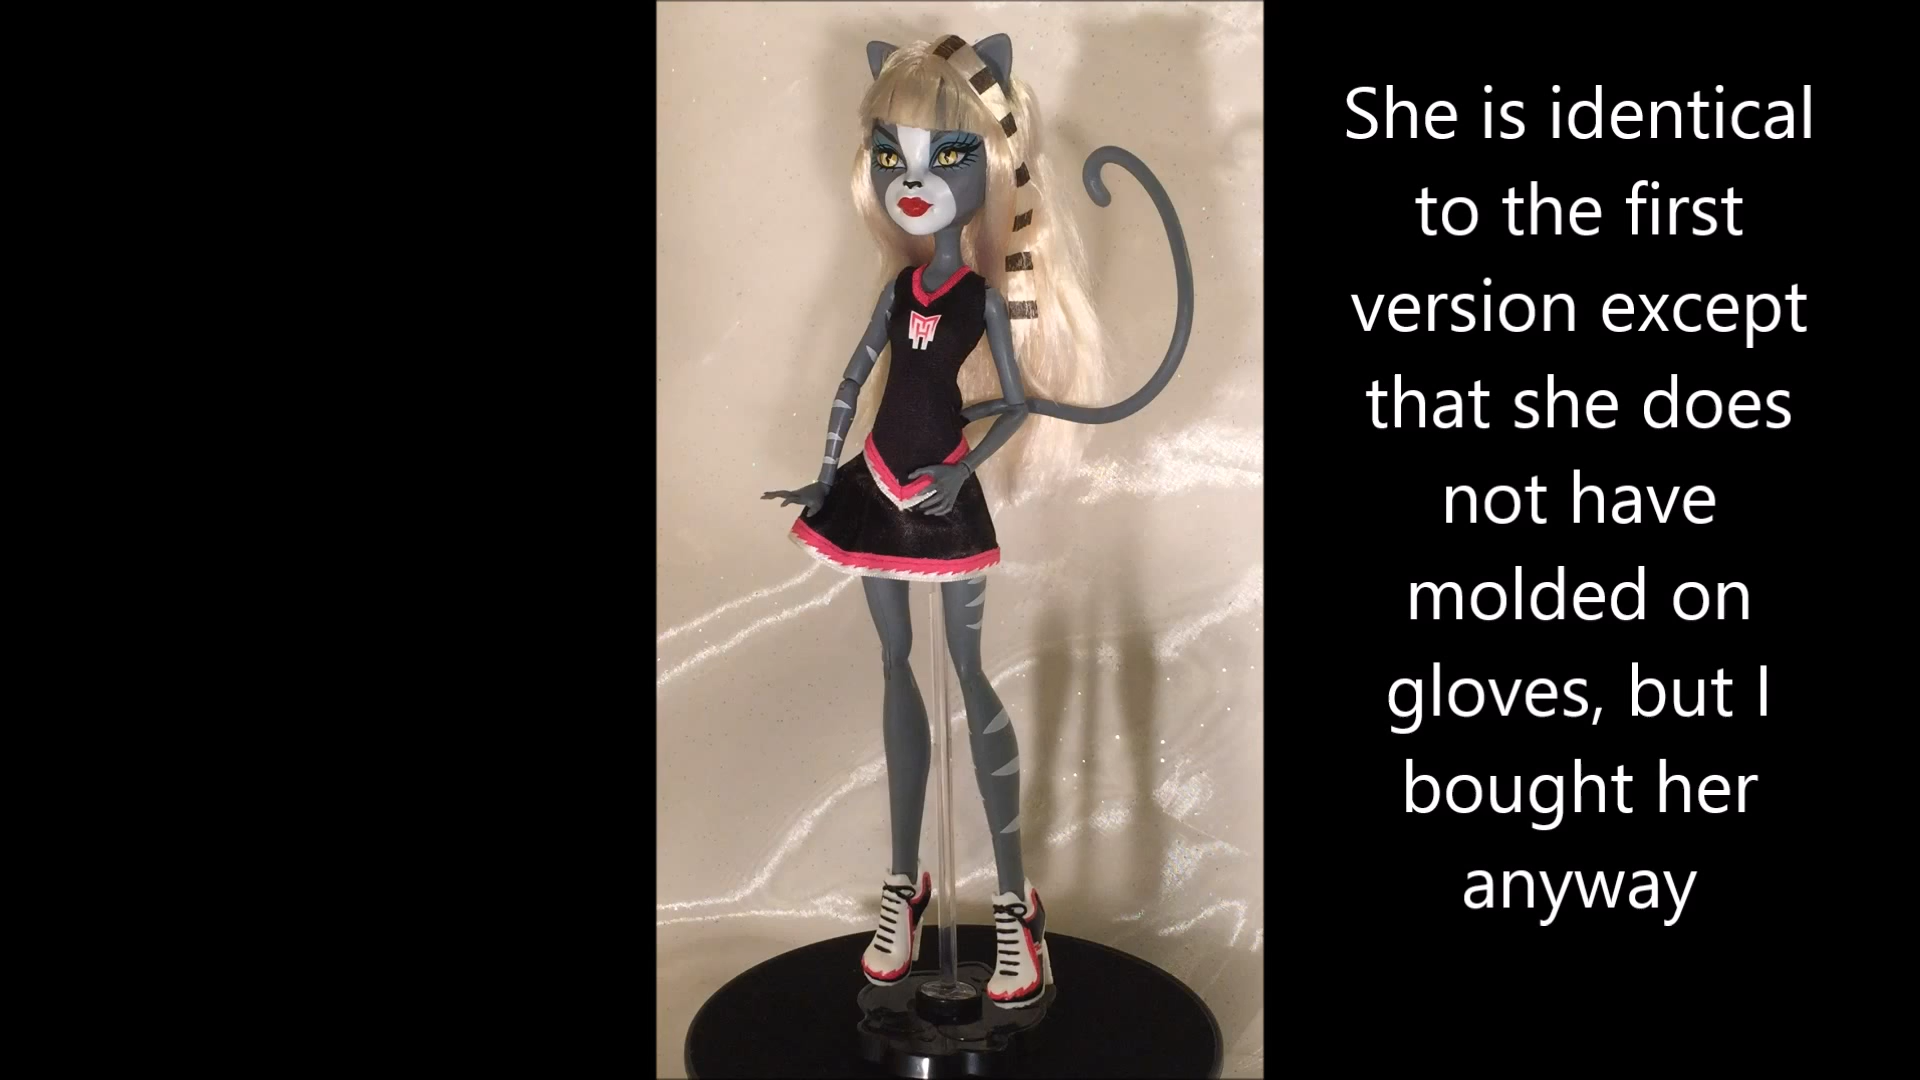 She is identical
to the first
version except
that she does
not have
molded on
gloves, but I
bought her
anyway